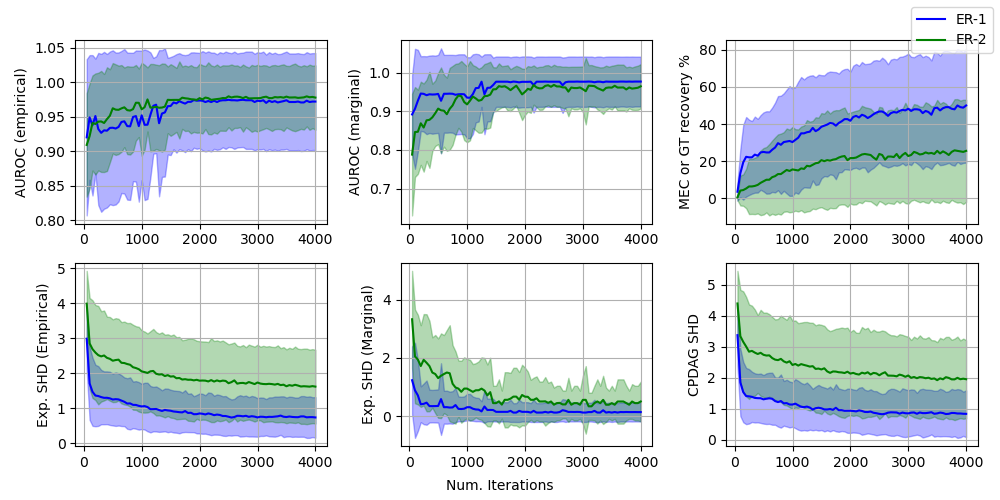 ER-1
ER-2
AUROC (empirical)
1.05
1.00
0.95
0.90
0.85
0.80
0 1000 2000 3000 4000
AUROC (marginal)
1.0
0.9
0.8
0.7
0 1000 2000 3000 4000
MEC or GT recovery %
80
60
40
20
0
0 1000 2000 3000 4000
Exp. SHD (Empirical)
5
4
3
2
1
0
0 1000 2000 3000 4000
Exp. SHD (Marginal)
4
2
0
0 1000 2000 3000 4000
CPDAG SHD
5
4
3
2
1
0
0 1000 2000 3000 4000
Num. Iterations